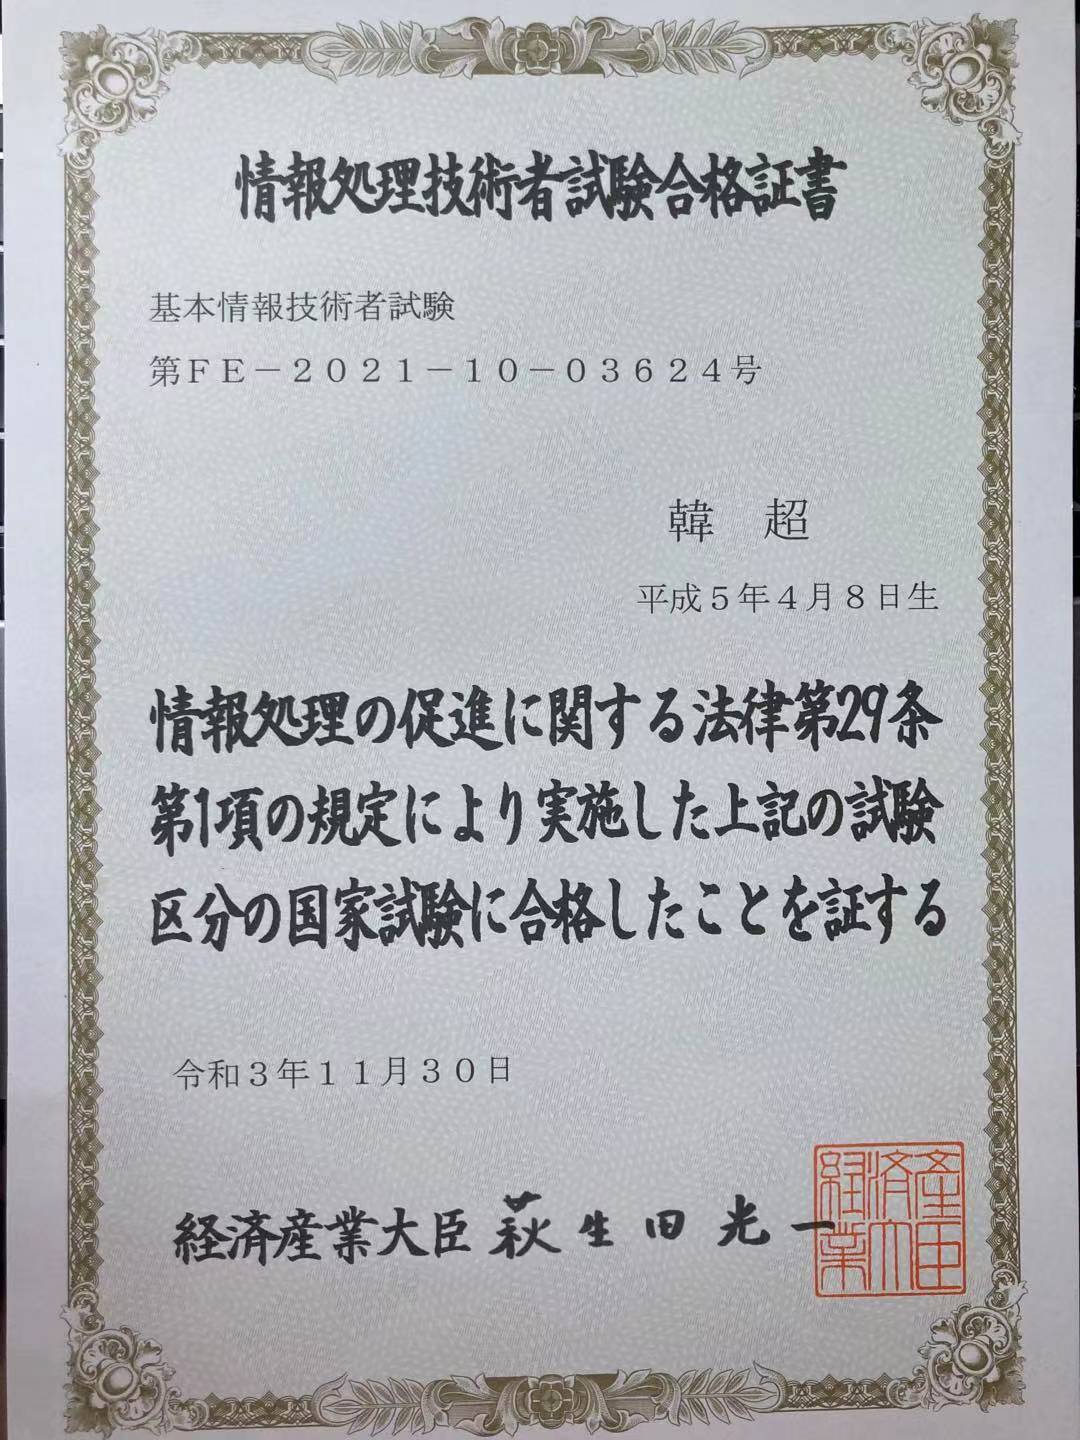 情報処理技術者試験合格証書
基本情報技術者試験
第ＦＥ－２０２１－１０－０３６２４号
韓　超
平成５年４月８日生
情報処理の促進に関する法律第29条
第1項の規定により実施した上記の試験
区分の国家試験に合格したことを証する
令和３年１１月３０日
経済産業大臣 萩生田光一
経済産業大臣